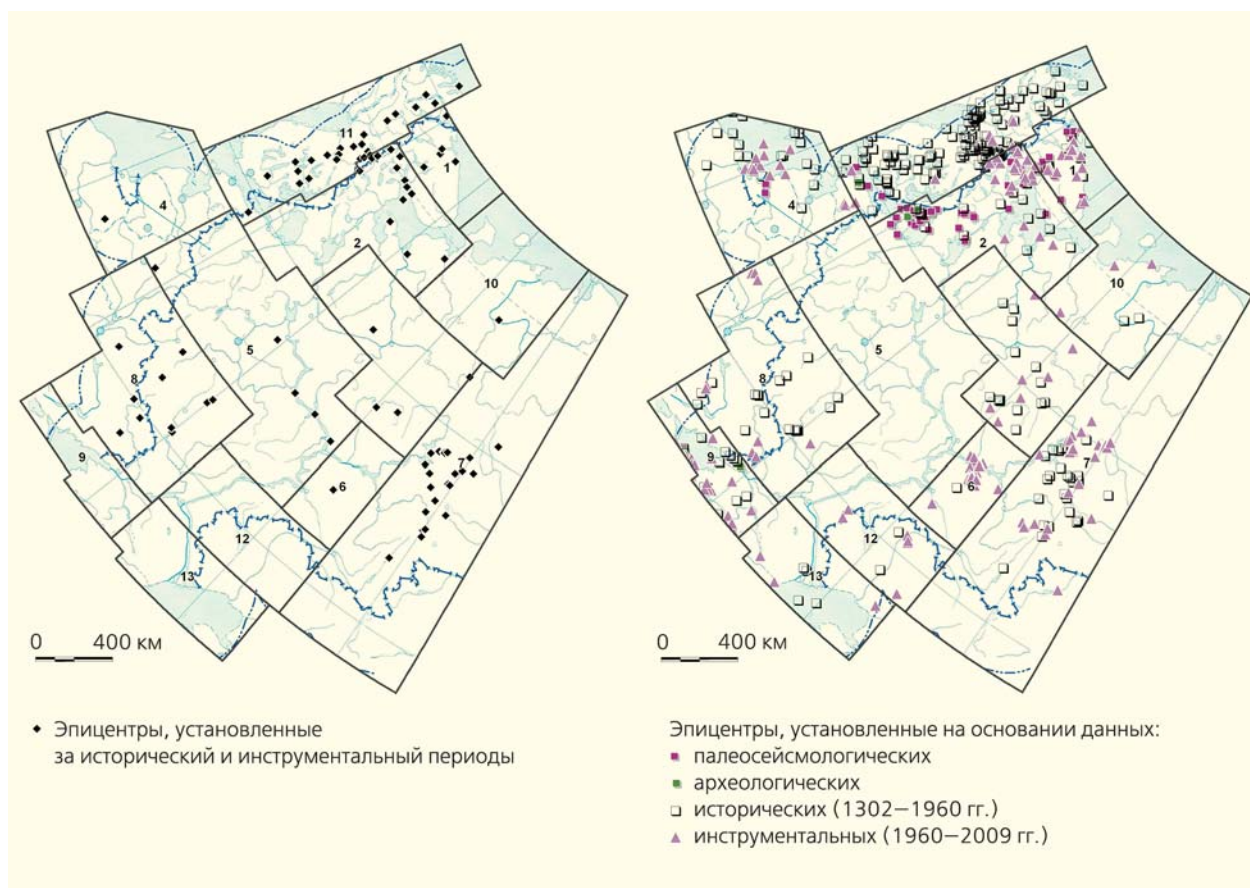 11
1
4
2
10
5
8
9
7
6
12
13
0 400 км
◆ Эпицентры, установленные
за исторический и инструментальный периоды
1
4
2
10
5
8
9
7
6
12
13
0 400 км
Эпицентры, установленные на основании данных:
палеосейсмологических
археологических
исторических (1302–1960 гг.)
инструментальных (1960–2009 гг.)